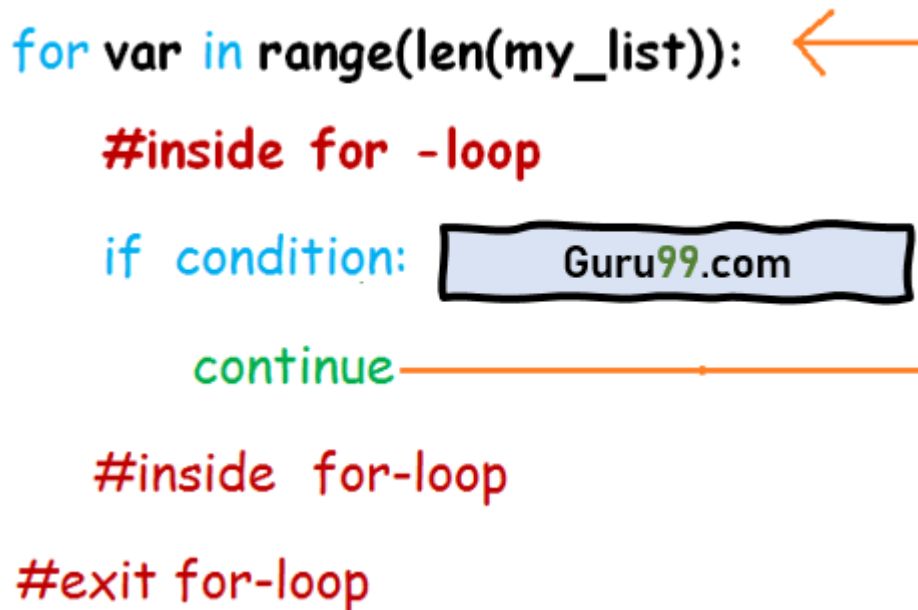 for var in range(len(my_list)):
#inside for -loop
if condition:
Guru99.com
continue
#inside for-loop
#exit for-loop